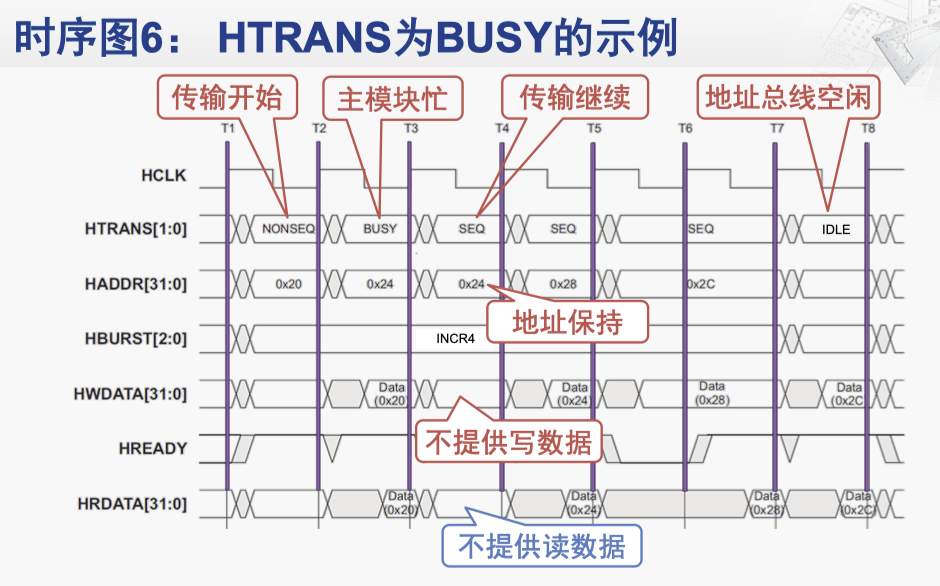 时序图6： HTRANS为BUSY的示例
传输开始
主模块忙
传输继续
地址总线空闲
T1 T2 T3 T4 T5 T6 T7 T8
HCLK
HTRANS[1:0] NONSEQ BUSY SEQ SEQ SEQ IDLE
HADDR[31:0] 0x20 0x24 0x24 0x28 0x2C
地址保持
HBURST[2:0] INCR4
HWDATA[31:0] Data (0x20) Data (0x24) Data (0x28) Data (0x2C
不提供写数据
HREADY
HRDATA[31:0] Data (0x20) Data (0x24) Data (0x28) Data (0x2C)
不提供读数据